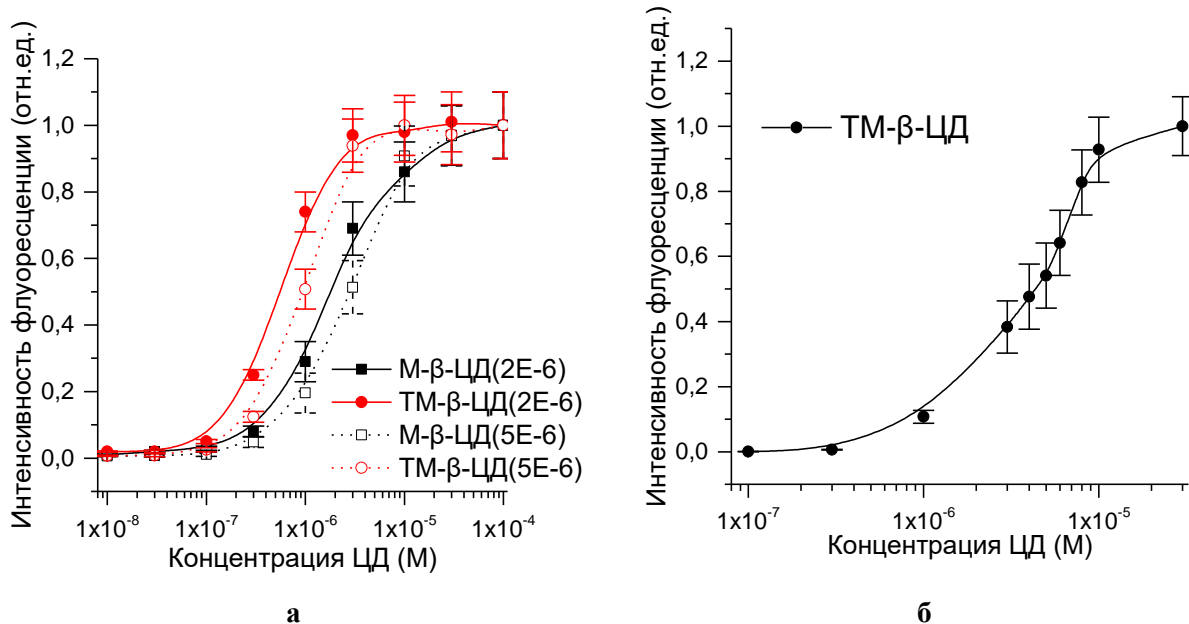 Интенсивность флуоресценции (отн.ед.)
1,2
1,0
0,8
0,6
0,4
0,2
0,0
М-β-ЦД(2E-6)
ТМ-β-ЦД(2E-6)
М-β-ЦД(5E-6)
ТМ-β-ЦД(5E-6)
1x10⁻⁸ 1x10⁻⁷ 1x10⁻⁶ 1x10⁻⁵ 1x10⁻⁴
Концентрация ЦД (М)
а
Интенсивность флуоресценции (отн.ед.)
1,2
1,0
0,8
0,6
0,4
0,2
0,0
ТМ-β-ЦД
1x10⁻⁷ 1x10⁻⁶ 1x10⁻⁵
Концентрация ЦД (М)
б